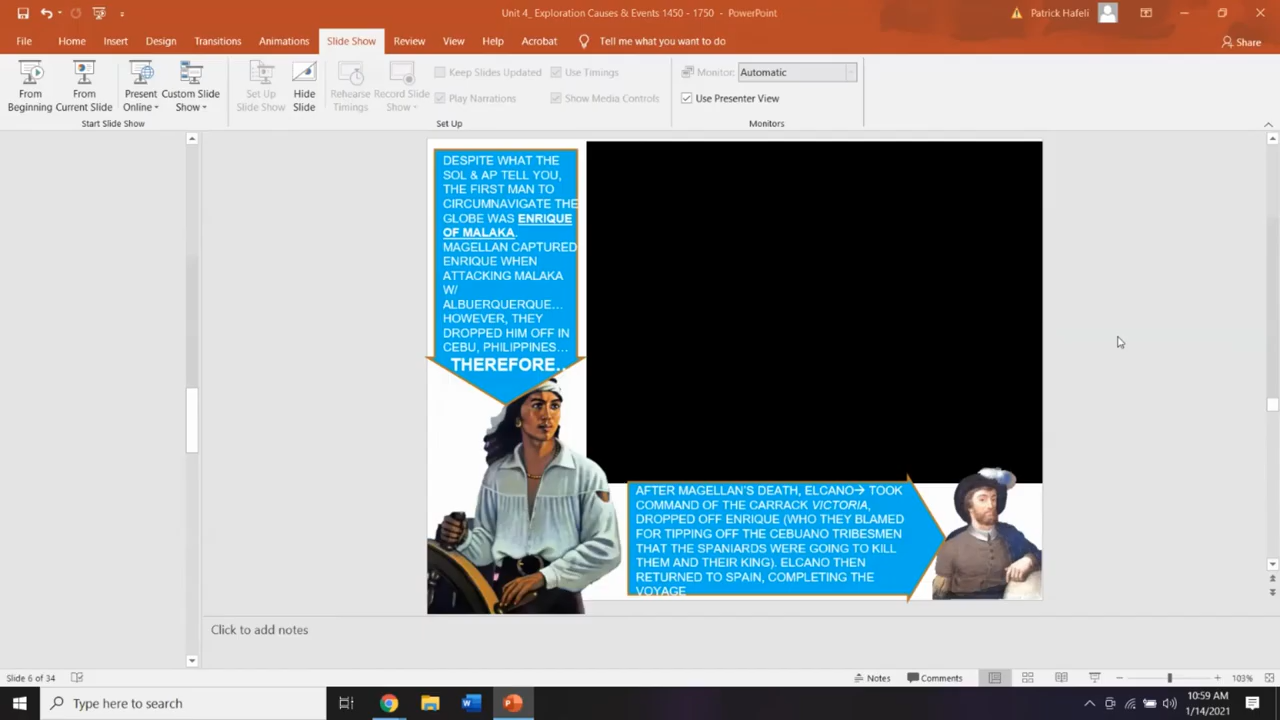 Unit 4_ Exploration Causes & Events 1450 - 1750 - PowerPoint
Patrick Hafeli
File Home Insert Design Transitions Animations Slide Show Review View Help Acrobat Tell me what you want to do
Share
From Beginning
From Current Slide
Present Online
Custom Slide Show
Set Up Slide Show
Hide Slide
Rehearse Timings
Record Slide Show
Keep Slides Updated
Play Narrations
Use Timings
Show Media Controls
Monitor: Automatic
Use Presenter View
Start Slide Show
Set Up
Monitors
DESPITE WHAT THE
SOL & AP TELL YOU,
THE FIRST MAN TO
CIRCUMNAVIGATE THE
GLOBE WAS ENRIQUE
OF MALAKA.
MAGELLAN CAPTURED
ENRIQUE WHEN
ATTACKING MALAKA
W/
ALBUERQUERQUE…
HOWEVER, THEY
DROPPED HIM OFF IN
CEBU, PHILIPPINES…
THEREFORE..
AFTER MAGELLAN'S DEATH, ELCANO→ TOOK
COMMAND OF THE CARRACK VICTORIA,
DROPPED OFF ENRIQUE (WHO THEY BLAMED
FOR TIPPING OFF THE CEBUANO TRIBESMEN
THAT THE SPANIARDS WERE GOING TO KILL
THEM AND THEIR KING). ELCANO THEN
RETURNED TO SPAIN, COMPLETING THE
VOYAGE
Click to add notes
Slide 6 of 34
Notes
Comments
103%
Type here to search
10:59 AM
1/14/2021